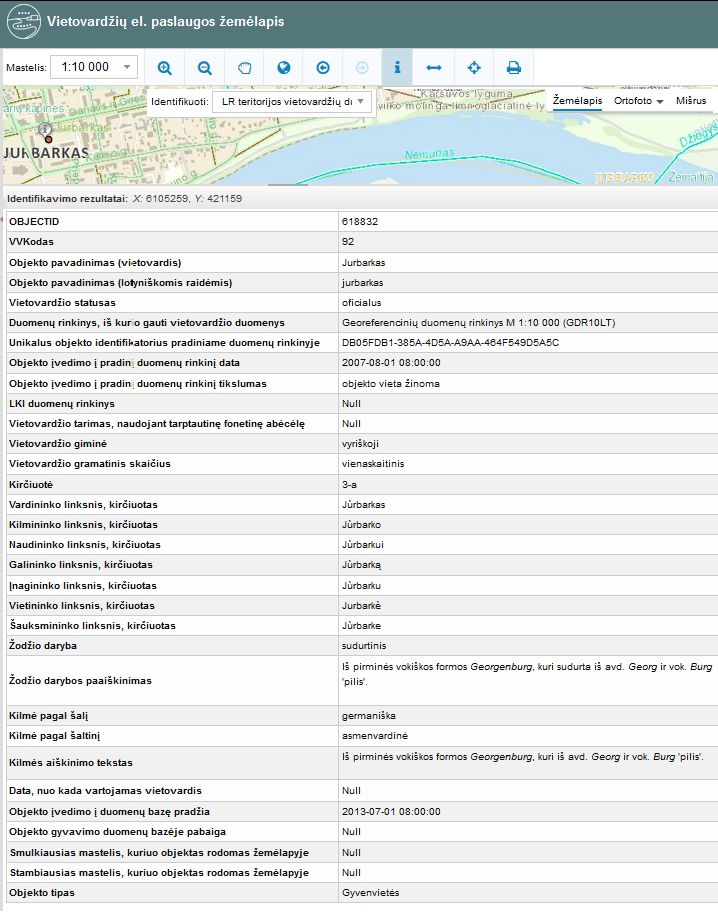 Vietovardžių el. paslaugos žemėlapis
Mastelis: 1:10 000
Identifikuoti: LR teritorijos vietovardžių di
Žemėlapis Ortofoto Mišrus
Karšuvos lyguma,
Jurbarkas
JURBARKAS
Nemunas
Identifikavimo rezultatai: X: 6105259, Y: 421159
OBJECTID 618832
VVKodas 92
Objekto pavadinimas (vietovardis) Jurbarkas
Objekto pavadinimas (lotyniškomis raidėmis) jurbarkas
Vietovardžio statusas oficialus
Duomenų rinkinys, iš kurio gauti vietovardžio duomenys Georeferencinių duomenų rinkinys M 1:10 000 (GDR10LT)
Unikalus objekto identifikatorius pradiniame duomenų rinkinyje DB05FDB1-385A-4D5A-A9AA-464F549D5A5C
Objekto įvedimo į pradinį duomenų rinkinį data 2007-08-01 08:00:00
Objekto įvedimo į pradinį duomenų rinkinį tikslumas objekto vieta žinoma
LKI duomenų rinkinys Null
Vietovardžio tarimas, naudojant tarptautinę fonetinę abėcėlę Null
Vietovardžio giminė vyriškoji
Vietovardžio gramatinis skaičius vienaskaitinis
Kirčiuotė 3-a
Vardininko linksnis, kirčiuotas Jùrbarkas
Kilmininko linksnis, kirčiuotas Jùrbarko
Naudininko linksnis, kirčiuotas Jùrbarkui
Galininko linksnis, kirčiuotas Jùrbarką
Įnagininko linksnis, kirčiuotas Jùrbarku
Vietininko linksnis, kirčiuotas Jurbarkè
Šauksmininko linksnis, kirčiuotas Jùrbarke
Žodžio daryba sudurtinis
Žodžio darybos paaiškinimas Iš pirminės vokiškos formos Georgenburg, kuri sudurta iš avd. Georg ir vok. Burg
'pilis'.
Kilmė pagal šalį germaniška
Kilmė pagal šaltinį asmenvardinė
Kilmės aiškinimo tekstas Iš pirminės vokiškos formos Georgenburg, kuri iš avd. Georg ir vok. Burg 'pilis'.
Data, nuo kada vartojamas vietovardis Null
Objekto įvedimo į duomenų bazę pradžia 2013-07-01 08:00:00
Objekto gyvavimo duomenų bazėje pabaiga Null
Smulkiausias mastelis, kuriuo objektas rodomas žemėlapyje Null
Stambiausias mastelis, kuriuo objektas rodomas žemėlapyje Null
Objekto tipas Gyvenvietės